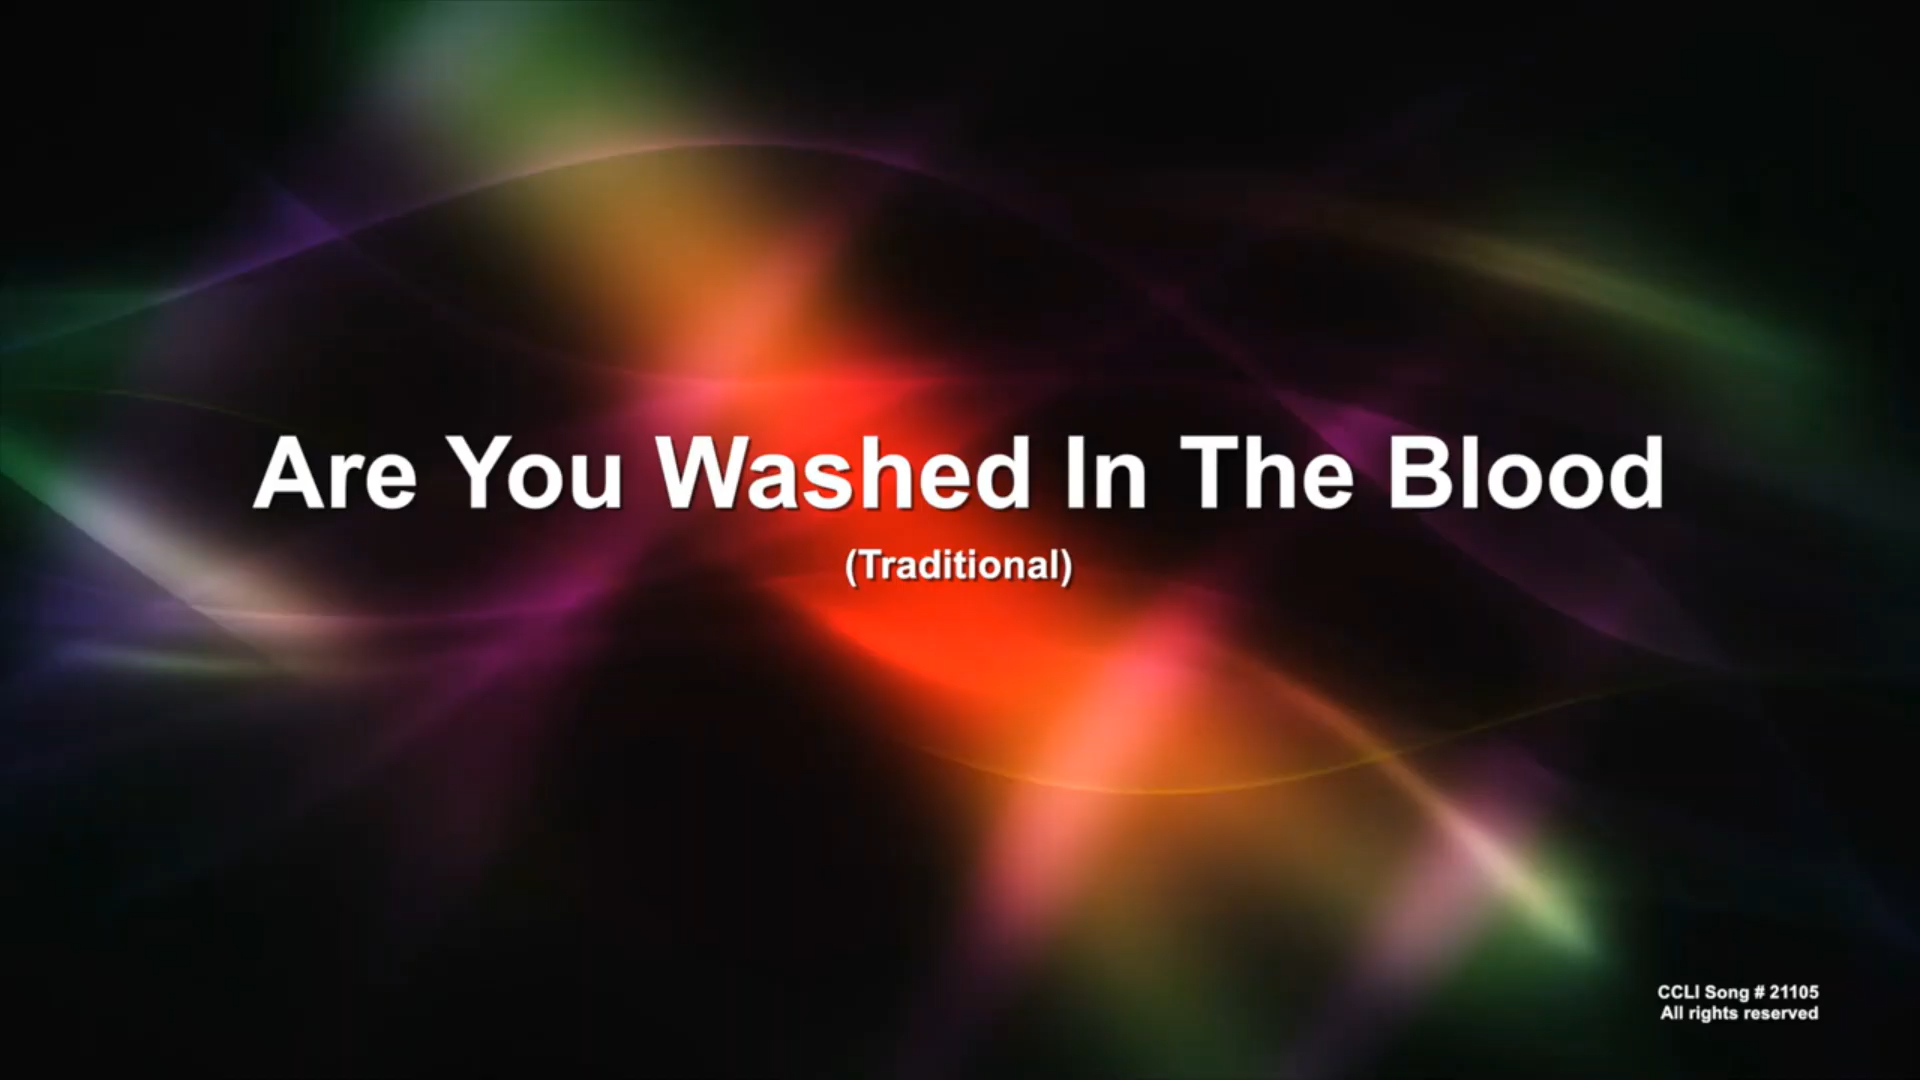 Are You Washed In The Blood
(Traditional)
CCLI Song # 21105
All rights reserved